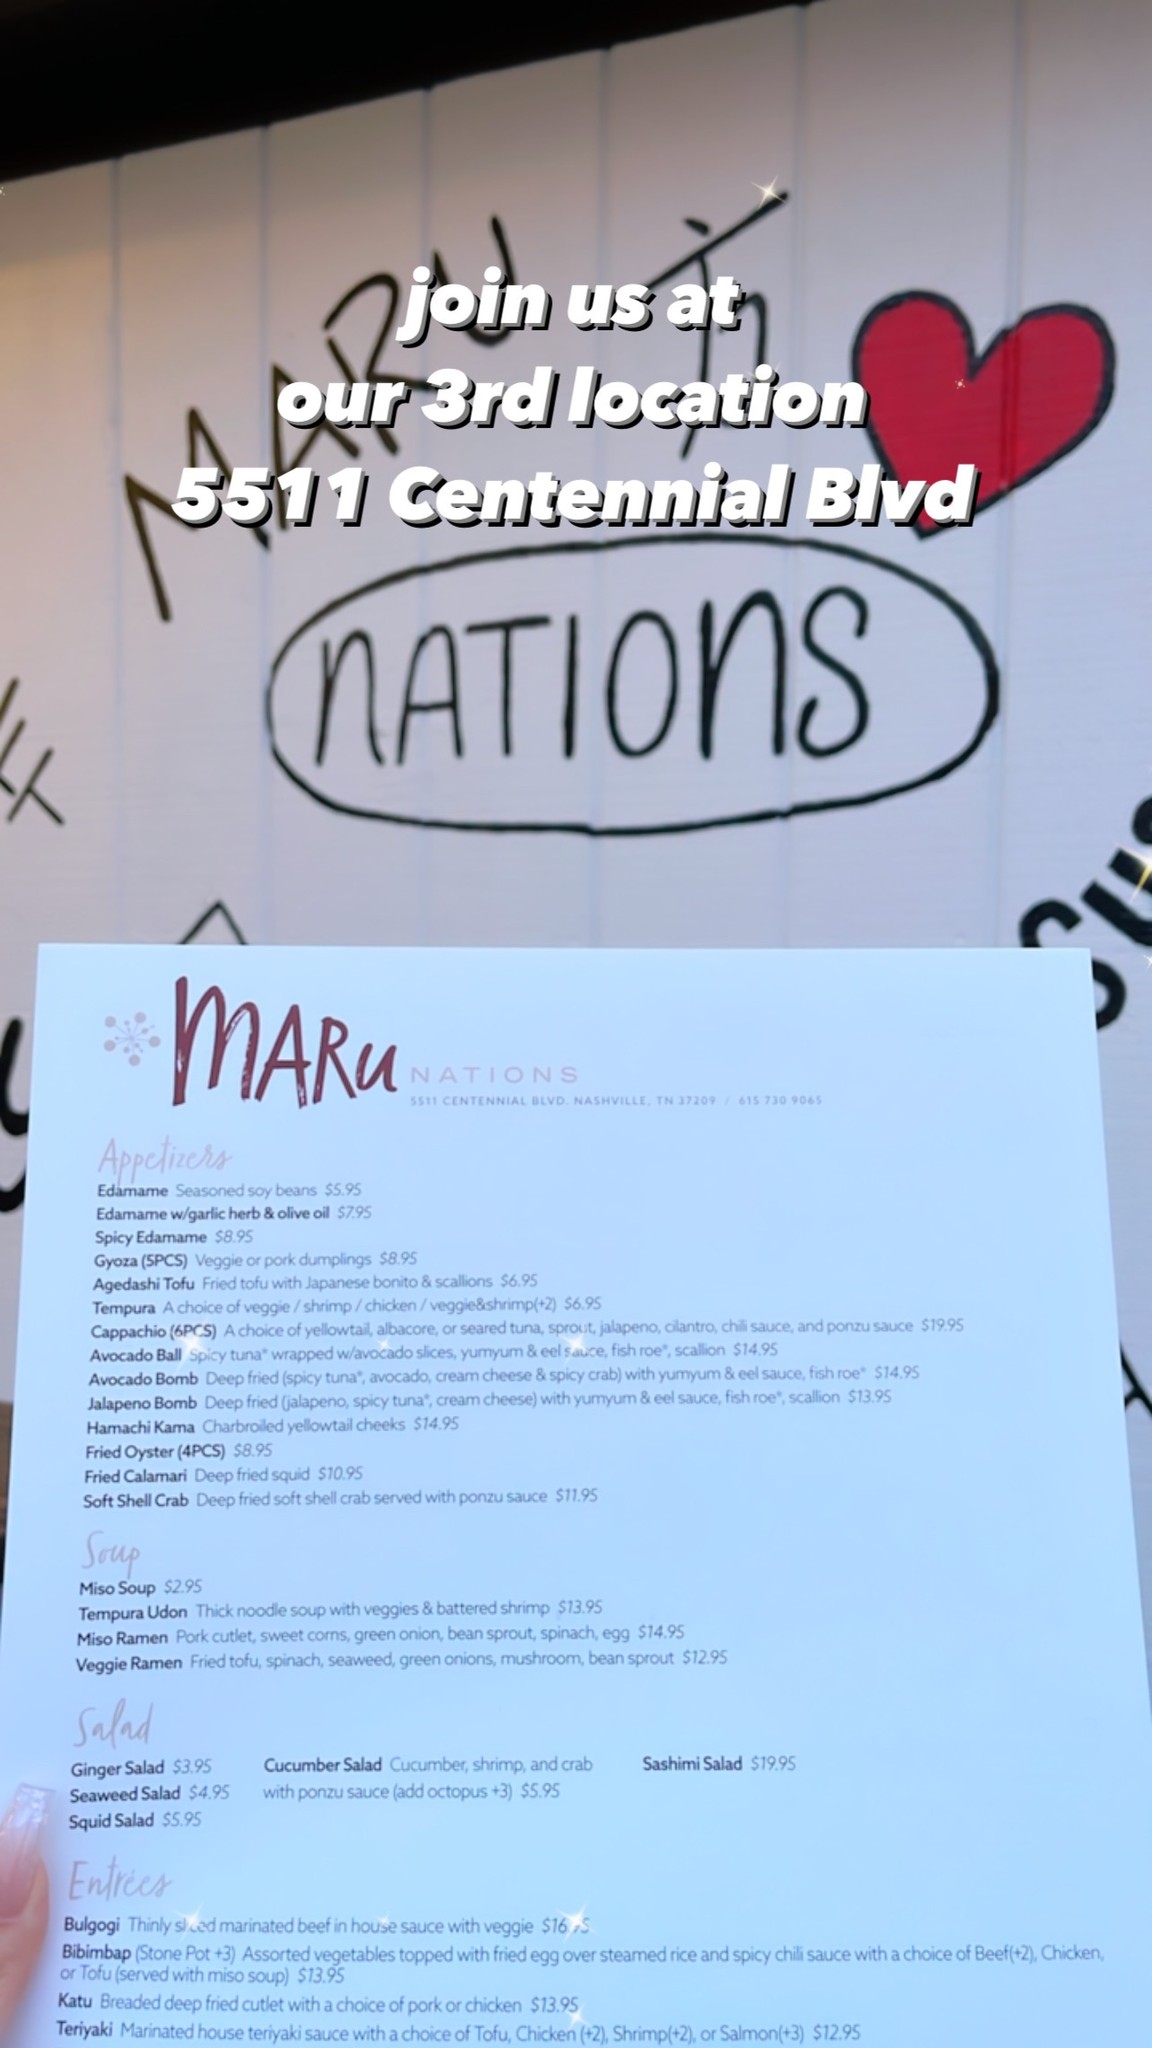 join us at
our 3rd location
5511 Centennial Blvd
MARU in
NATIONS
MARU NATIONS
5511 CENTENNIAL BLVD. NASHVILLE, TN 37209 / 615 730 9065
Appetizers
Edamame Seasoned soy beans $5.95
Edamame w/garlic herb & olive oil $7.95
Spicy Edamame $8.95
Gyoza (5PCS) Veggie or pork dumplings $8.95
Agedashi Tofu Fried tofu with Japanese bonito & scallions $6.95
Tempura A choice of veggie / shrimp / chicken / veggie&shrimp(+2) $6.95
Cappachio (6PCS) A choice of yellowtail, albacore, or seared tuna, sprout, jalapeno, cilantro, chili sauce, and ponzu sauce $19.95
Avocado Ball Spicy tuna* wrapped w/avocado slices, yumyum & eel sauce, fish roe*, scallion $14.95
Avocado Bomb Deep fried (spicy tuna*, avocado, cream cheese & spicy crab) with yumyum & eel sauce, fish roe* $14.95
Jalapeno Bomb Deep fried (jalapeno, spicy tuna*, cream cheese) with yumyum & eel sauce, fish roe*, scallion $13.95
Hamachi Kama Charbroiled yellowtail cheeks $14.95
Fried Oyster (4PCS) $8.95
Fried Calamari Deep fried squid $10.95
Soft Shell Crab Deep fried soft shell crab served with ponzu sauce $11.95
Soup
Miso Soup $2.95
Tempura Udon Thick noodle soup with veggies & battered shrimp $13.95
Miso Ramen Pork cutlet, sweet corns, green onion, bean sprout, spinach, egg $14.95
Veggie Ramen Fried tofu, spinach, seaweed, green onions, mushroom, bean sprout $12.95
Salad
Ginger Salad $3.95 Cucumber Salad Cucumber, shrimp, and crab Sashimi Salad $19.95
Seaweed Salad $4.95 with ponzu sauce (add octopus +3) $5.95
Squid Salad $5.95
Entrées
Bulgogi Thinly sliced marinated beef in house sauce with veggie
Bibimbap (Stone Pot +3) Assorted vegetables topped with fried egg over steamed rice and spicy chili sauce with a choice of Beef(+2), Chicken,
or Tofu (served with miso soup) $13.95
Katu Breaded deep fried cutlet with a choice of pork or chicken $13.95
Teriyaki Marinated house teriyaki sauce with a choice of Tofu, Chicken (+2), Shrimp(+2), or Salmon(+3) $12.95